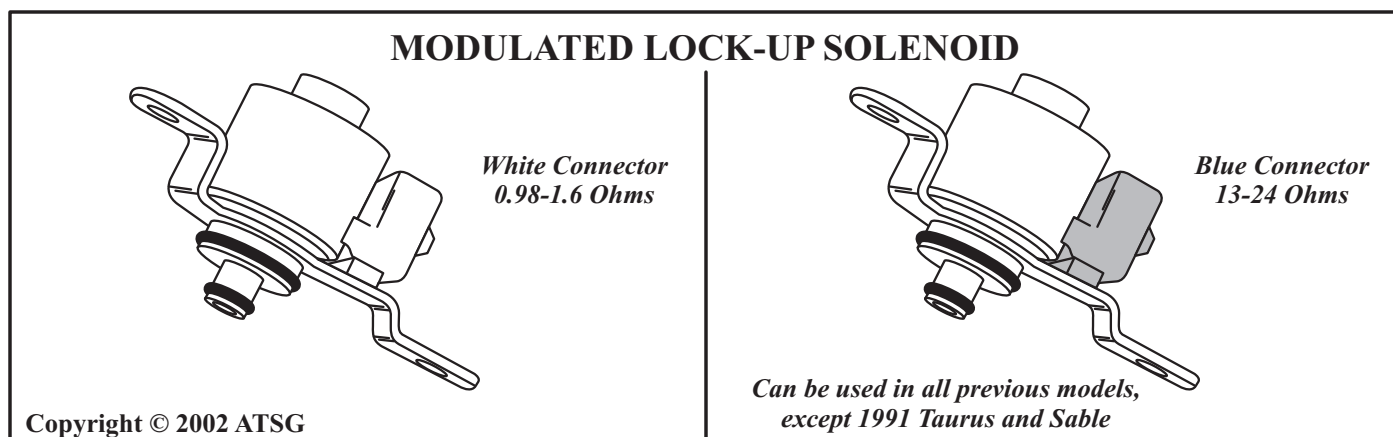 MODULATED LOCK-UP SOLENOID
White Connector
0.98-1.6 Ohms
Blue Connector
13-24 Ohms
Can be used in all previous models,
except 1991 Taurus and Sable
Copyright © 2002 ATSG